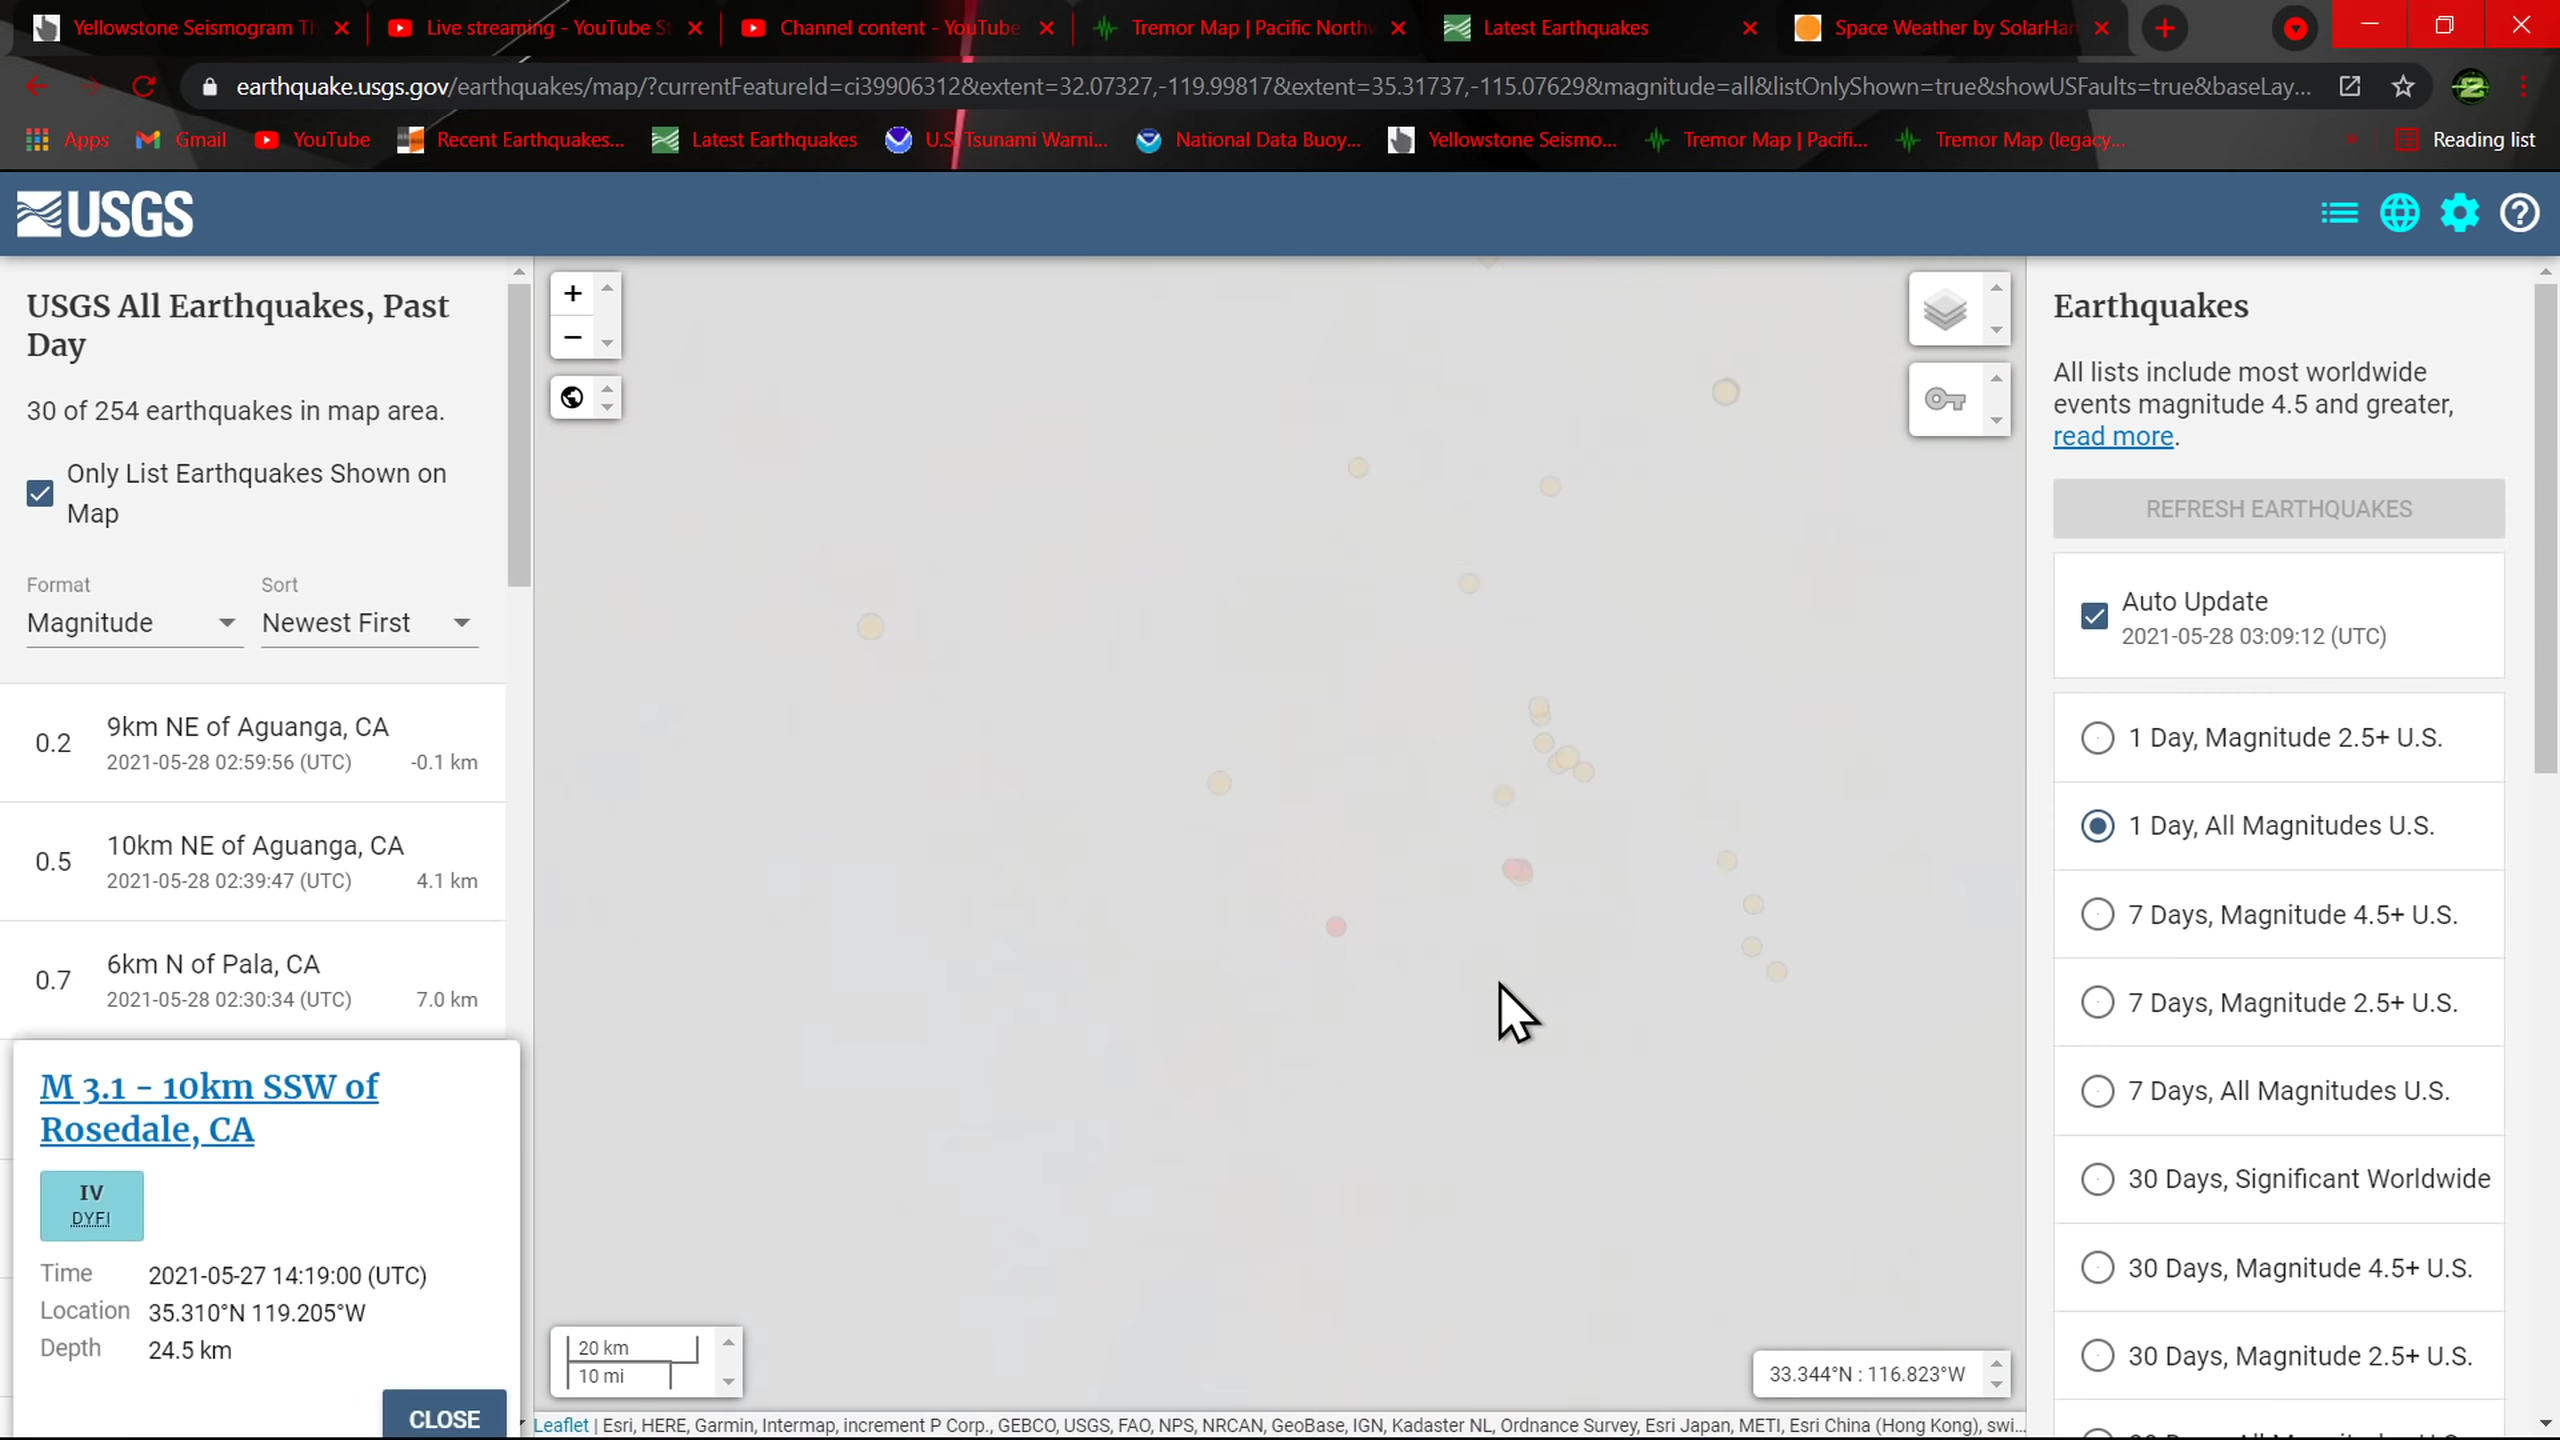 Yellowstone Seismogram Th
Live streaming - YouTube St
Channel content - YouTube
Tremor Map | Pacific Northw
Latest Earthquakes
Space Weather by SolarHam
earthquake.usgs.gov/earthquakes/map/?currentFeatureId=ci39906312&extent=32.07327,-119.99817&extent=35.31737,-115.07629&magnitude=all&listOnlyShown=true&showUSFaults=true&baseLay...
Apps
Gmail
YouTube
Recent Earthquakes...
Latest Earthquakes
U.S. Tsunami Warni...
National Data Buoy...
Yellowstone Seismo...
Tremor Map | Pacifi...
Tremor Map (legacy...
Reading list
USGS
USGS All Earthquakes, Past
Day
30 of 254 earthquakes in map area.
Only List Earthquakes Shown on
Map
Format
Sort
Magnitude
Newest First
0.2
9km NE of Aguanga, CA
2021-05-28 02:59:56 (UTC)
-0.1 km
0.5
10km NE of Aguanga, CA
2021-05-28 02:39:47 (UTC)
4.1 km
0.7
6km N of Pala, CA
2021-05-28 02:30:34 (UTC)
7.0 km
M 3.1 - 10km SSW of
Rosedale, CA
IV
DYFI
Time 2021-05-27 14:19:00 (UTC)
Location 35.310°N 119.205°W
Depth 24.5 km
CLOSE
+
−
20 km
10 mi
33.344°N : 116.823°W
Leaflet | Esri, HERE, Garmin, Intermap, increment P Corp., GEBCO, USGS, FAO, NPS, NRCAN, GeoBase, IGN, Kadaster NL, Ordnance Survey, Esri Japan, METI, Esri China (Hong Kong), swi...
Earthquakes
All lists include most worldwide
events magnitude 4.5 and greater,
read more.
REFRESH EARTHQUAKES
Auto Update
2021-05-28 03:09:12 (UTC)
1 Day, Magnitude 2.5+ U.S.
1 Day, All Magnitudes U.S.
7 Days, Magnitude 4.5+ U.S.
7 Days, Magnitude 2.5+ U.S.
7 Days, All Magnitudes U.S.
30 Days, Significant Worldwide
30 Days, Magnitude 4.5+ U.S.
30 Days, Magnitude 2.5+ U.S.